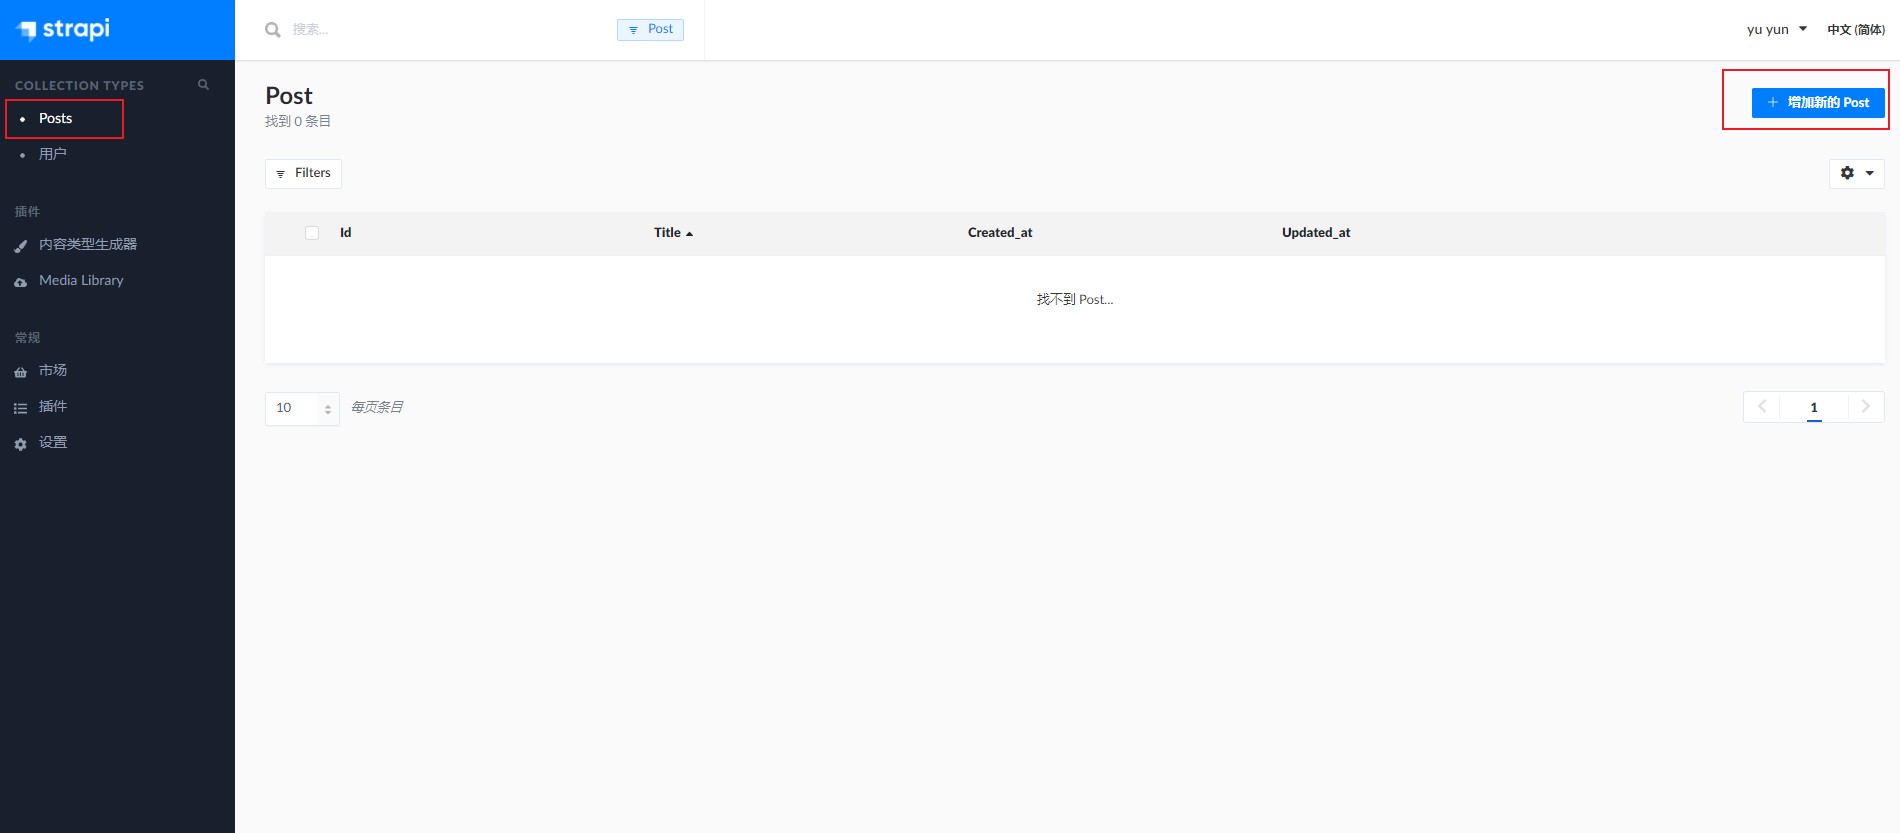 strapi
搜索...
Post
yu yun
中文 (简体)
COLLECTION TYPES
Posts
用户
插件
内容类型生成器
Media Library
常规
市场
插件
设置
Post
找到 0 条目
增加新的 Post
Filters
Id Title Created_at Updated_at
找不到 Post...
10 每页条目
1